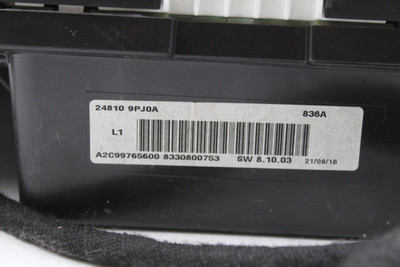 24810 9PJ0A 836A
L1
A2C99765600 8330800753 SW 8.10.03 21/09/16